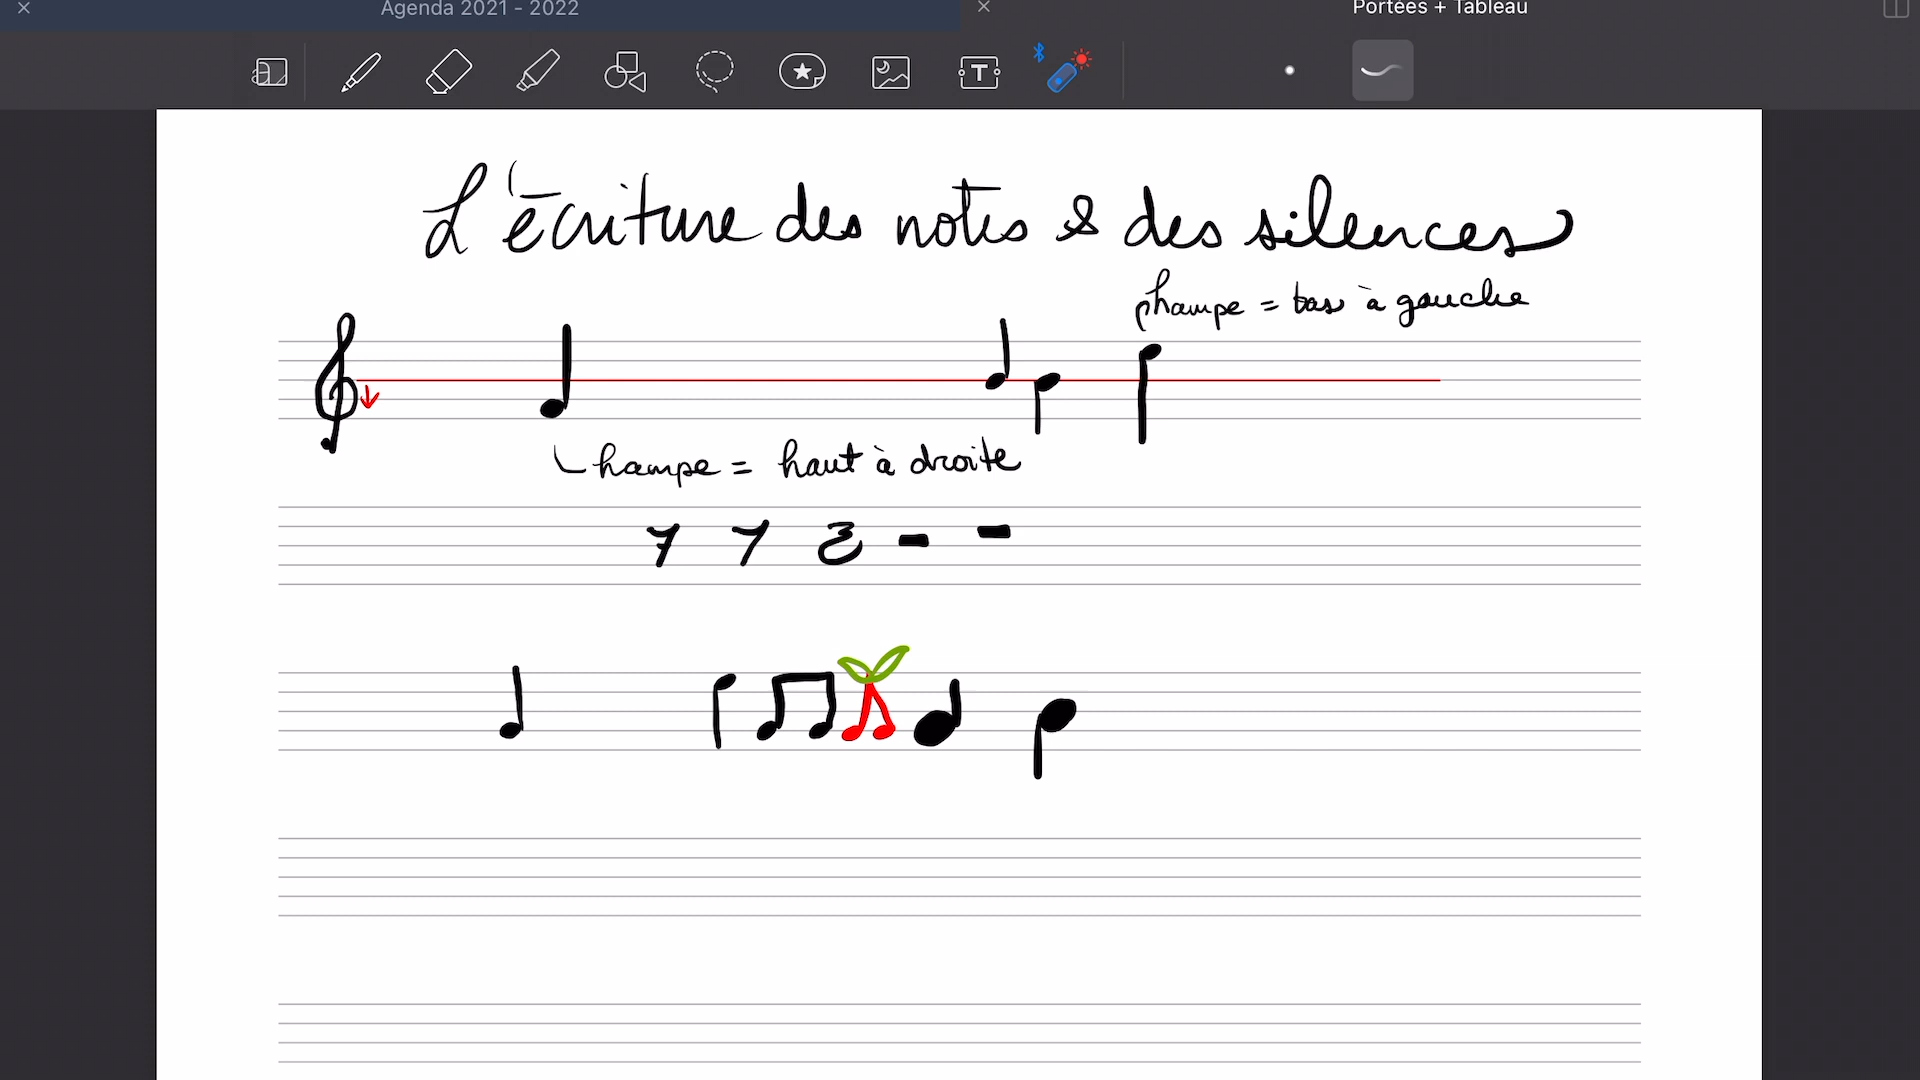 Agenda 2021 - 2022
Portées + Tableau
L'écriture des notes & des silences
hampe = bas à gauche
hampe = haut à droite